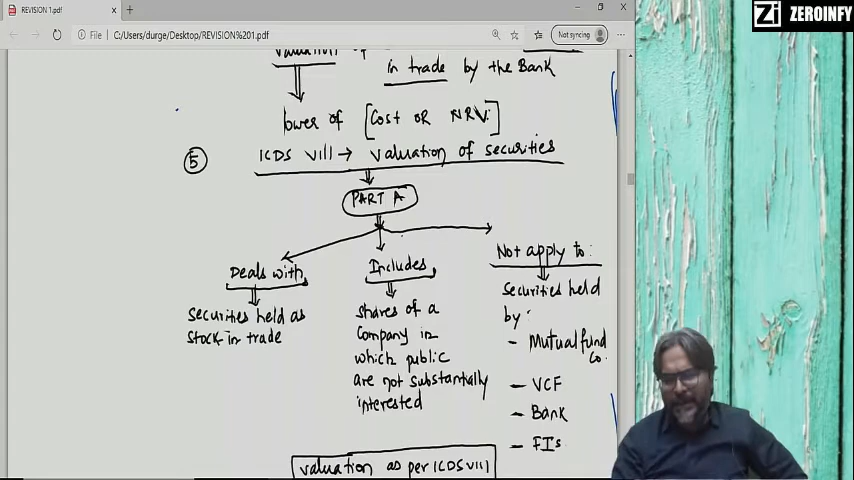 REVISION 1.pdf
File
C:/Users/durge/Desktop/REVISION%201.pdf
Not syncing
ZEROINFY
valuation
in trade by the Bank
lower of [Cost OR NRV.]
5
ICDS VIII → valuation of securities
PART A
Deals with
securities held as
stock in trade
Includes
shares of a
company in
which public
are not substantially
interested
Not apply to:
securities held
by:
- Mutual fund
co.
- VCF
- Bank
- FI's
valuation as per ICDS VIII